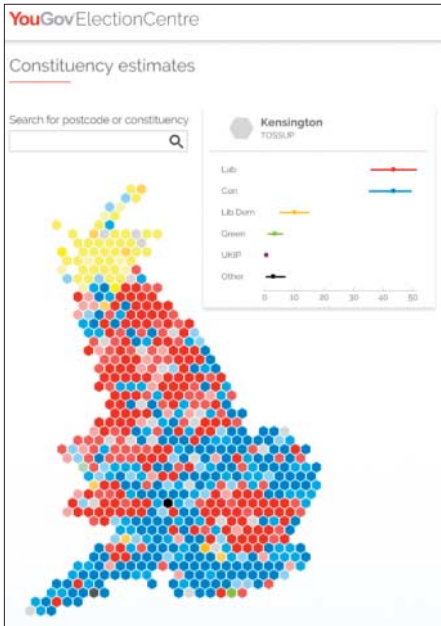 YouGov ElectionCentre
Constituency estimates
Search for postcode or constituency
Kensington
TOSSUP
Lab
Con
Lib Dem
Green
UKIP
Other
0 10 20 30 40 50